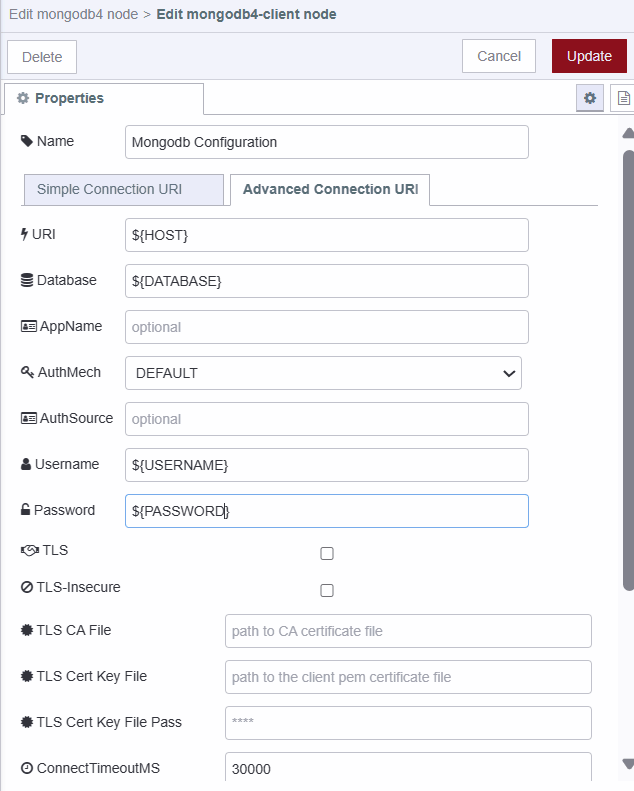 Edit mongodb4 node > Edit mongodb4-client node
Delete Cancel Update
Properties
Name Mongodb Configuration
Simple Connection URI Advanced Connection URI
URI ${HOST}
Database ${DATABASE}
AppName optional
AuthMech DEFAULT
AuthSource optional
Username ${USERNAME}
Password ${PASSWORD}
TLS
TLS-Insecure
TLS CA File path to CA certificate file
TLS Cert Key File path to the client pem certificate file
TLS Cert Key File Pass ****
ConnectTimeoutMS 30000